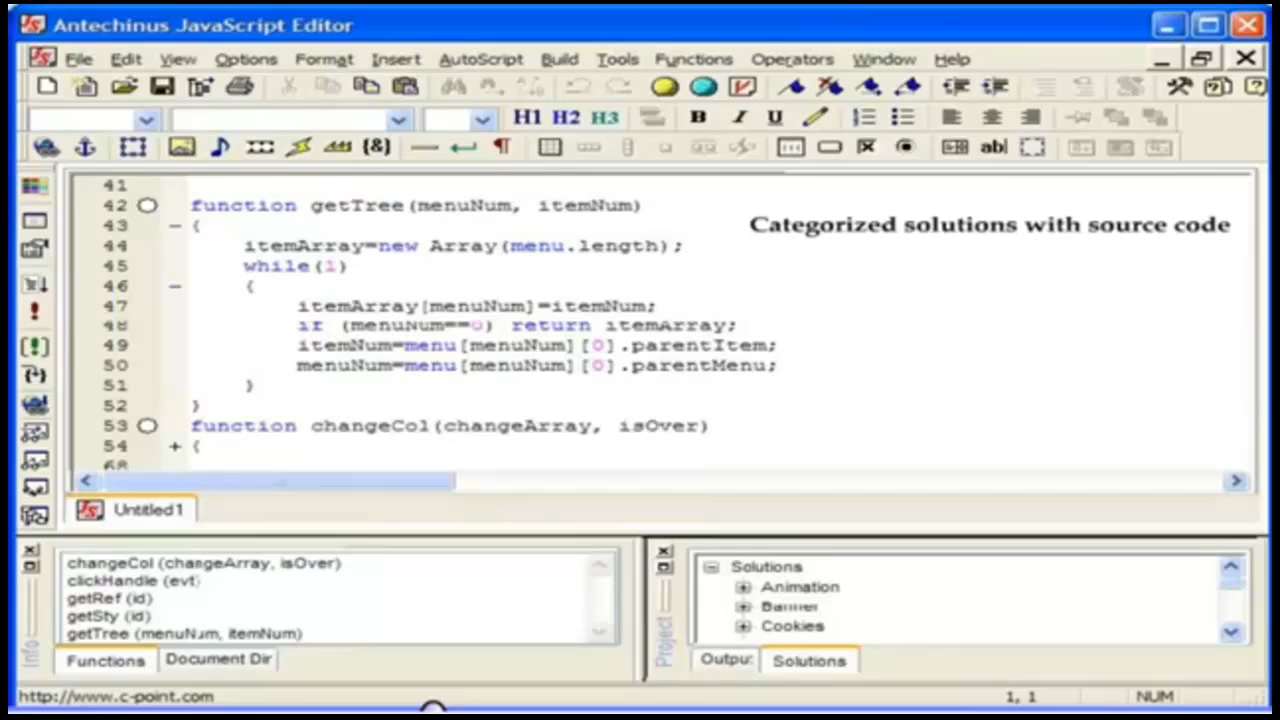 Antechinus JavaScript Editor
File Edit View Options Format Insert AutoScript Build Tools Functions Operators Window Help
H1 H2 H3 B I U
{&} ab|
41
42 function getTree(menuNum, itemNum)
Categorized solutions with source code
43 {
44 itemArray=new Array(menu.length);
45 while(1)
46 {
47 itemArray[menuNum]=itemNum;
48 if (menuNum==0) return itemArray;
49 itemNum=menu[menuNum][0].parentItem;
50 menuNum=menu[menuNum][0].parentMenu;
51 }
52 }
53 function changeCol(changeArray, isOver)
54 {
68
Untitled1
changeCol (changeArray, isOver)
clickHandle (evt)
getRef (id)
getSty (id)
getTree (menuNum, itemNum)
Info
Functions Document Dir
Solutions
Animation
Banner
Cookies
Project
Output Solutions
http://www.c-point.com 1, 1 NUM